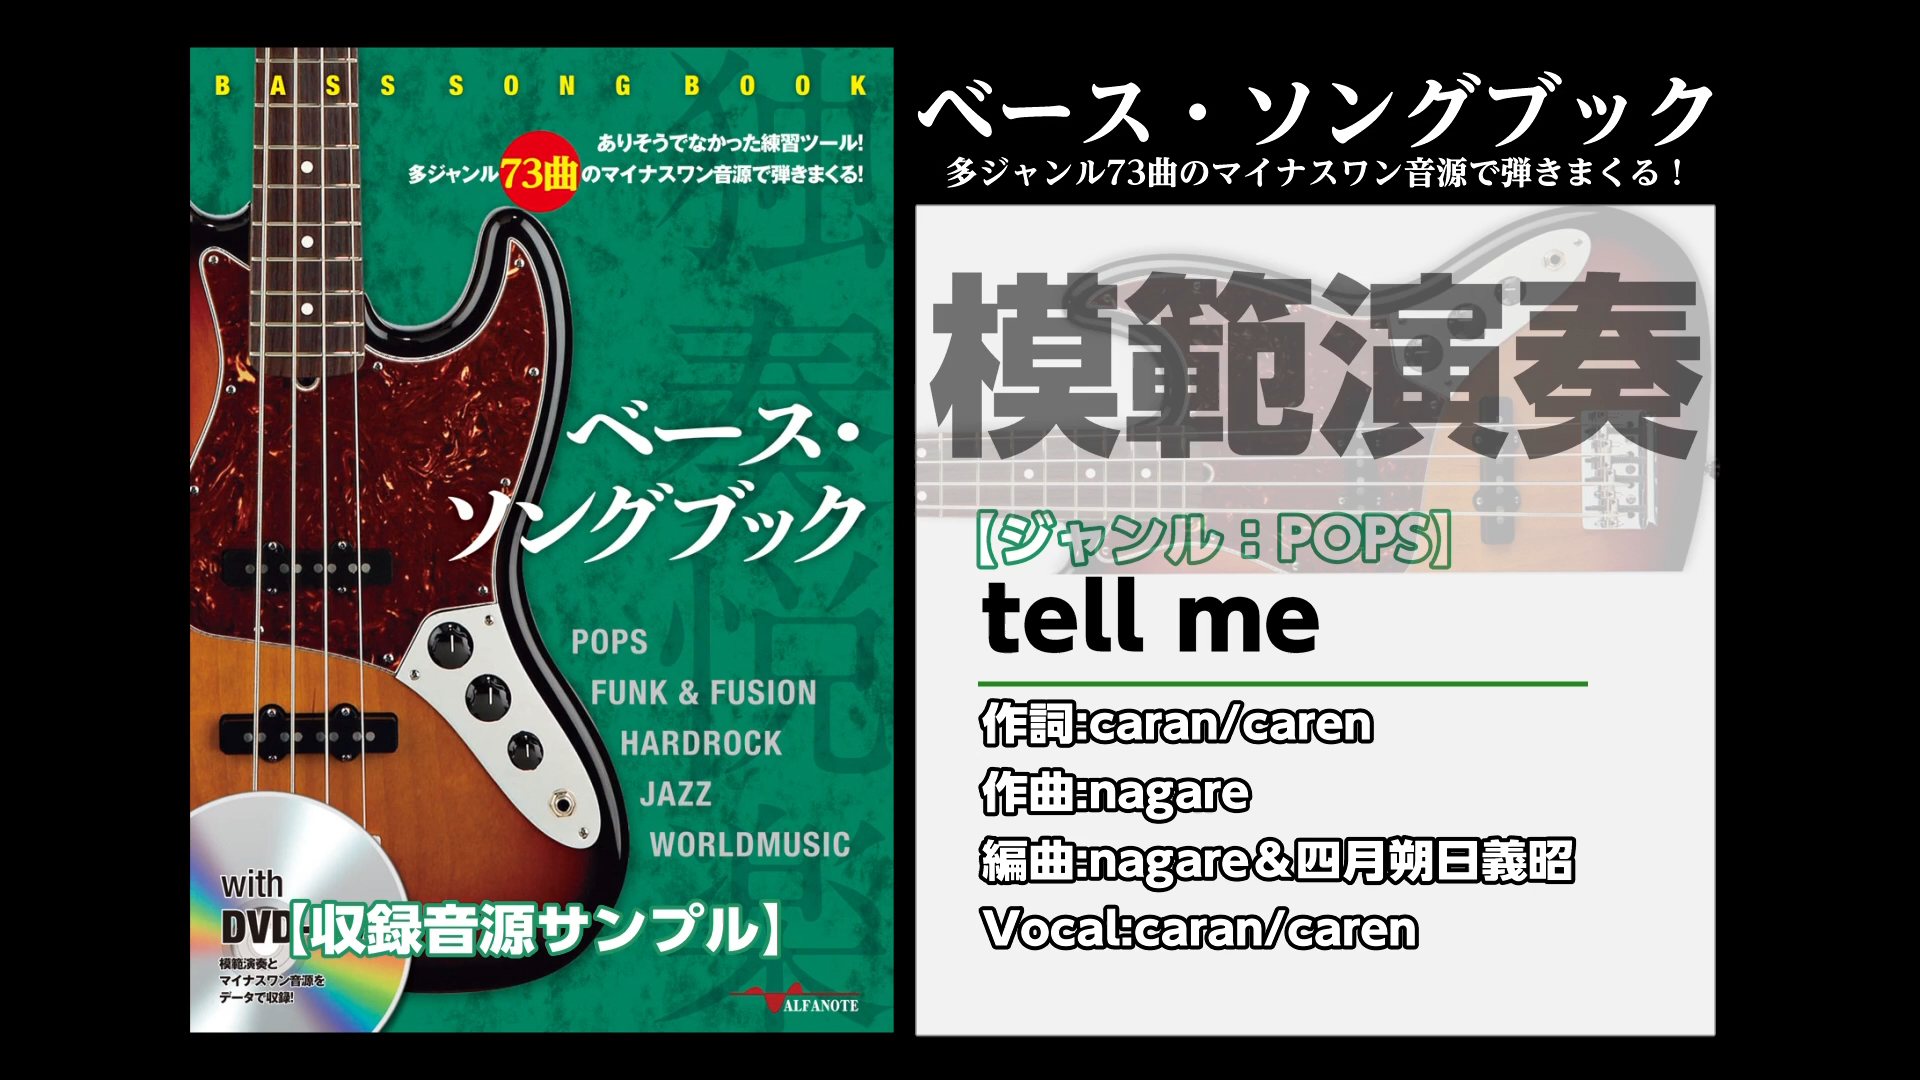 BASS SONG BOOK
ありそうでなかった練習ツール!
多ジャンル73曲のマイナスワン音源で弾きまくる!
独奏悦楽
ベース・
ソングブック
POPS
FUNK & FUSION
HARDROCK
JAZZ
WORLDMUSIC
with
DVD-
【収録音源サンプル】
模範演奏と
マイナスワン音源を
データで収録!
ALFANOTE
ベース・ソングブック
多ジャンル73曲のマイナスワン音源で弾きまくる！
模範演奏
【ジャンル：POPS】
tell me
作詞:caran/caren
作曲:nagare
編曲:nagare＆四月朔日義昭
Vocal:caran/caren